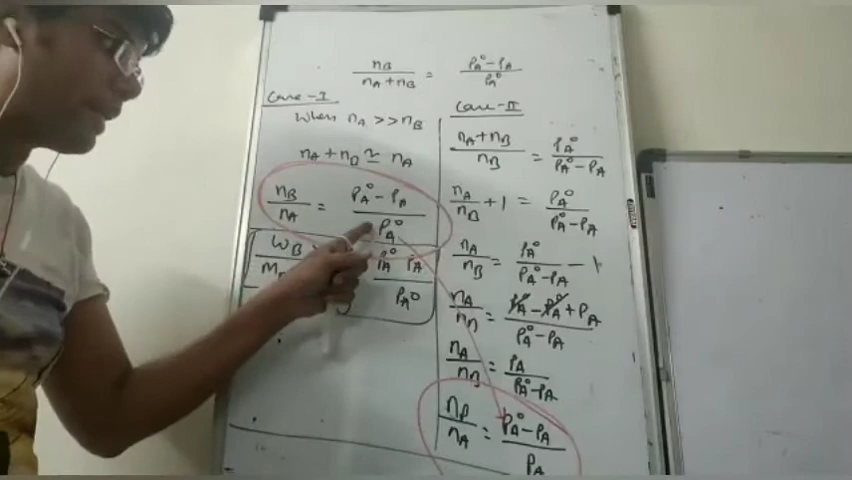 nB / nA + nB = PA° - PA / PA°
Case-I
When nA >> nB
nA + nB ≃ nA
nB / nA = PA° - PA / PA°
WB
PA° PA / PA°
Case-II
nA + nB / nB = PA° / PA° - PA
nA / nB + 1 = PA° / PA° - PA
nA / nB = PA° / PA° - PA - 1
nA / nB = PA° - PA° + PA / PA° - PA
nA / nB = PA / PA° - PA
nB / nA = PA° - PA / PA